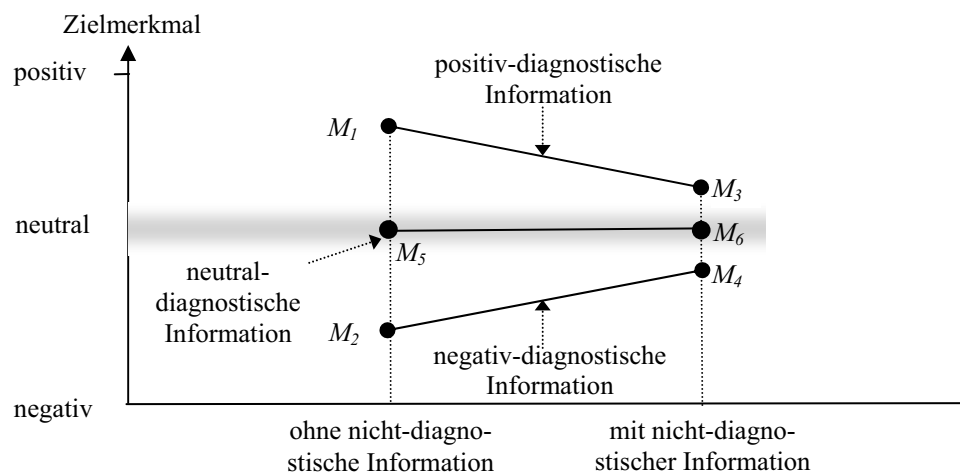 Zielmerkmal
positiv
positiv-diagnostische
Information
M1
M3
neutral
M5
M6
neutral-
diagnostische
Information
M4
M2
negativ-diagnostische
Information
negativ
ohne nicht-diagno-
stische Information
mit nicht-diagno-
stischer Information